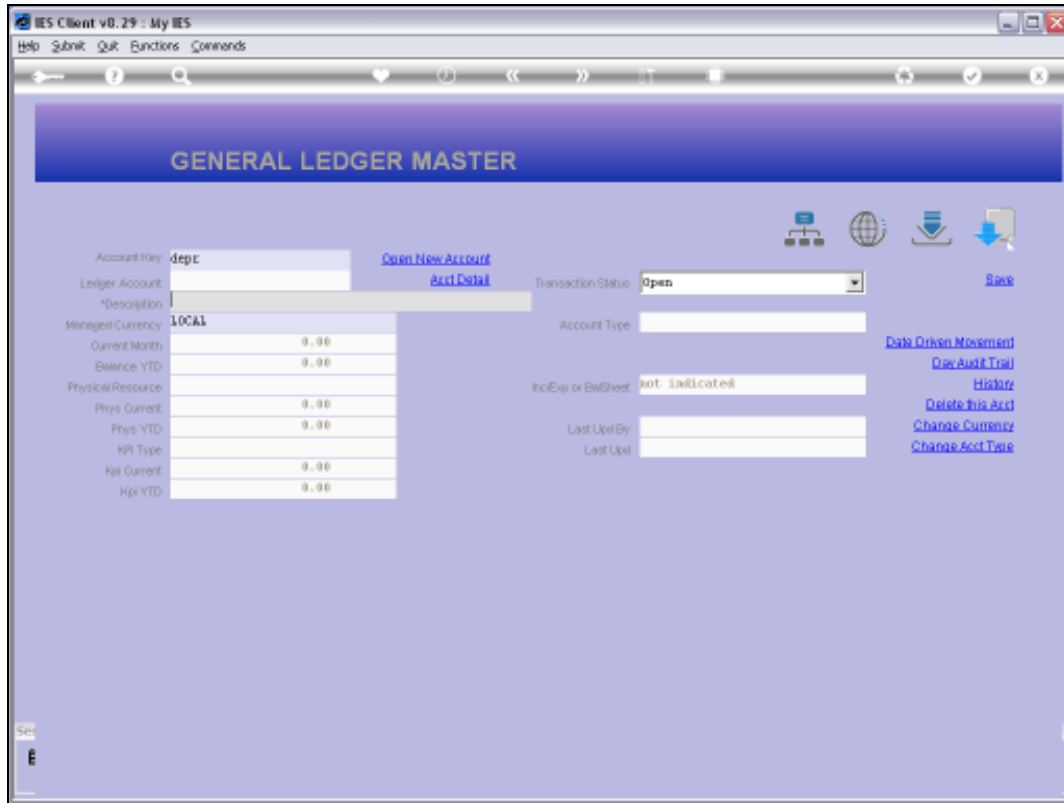 IES Client v8.29 : My IES
Help Submit Quit Functions Commands
GENERAL LEDGER MASTER
Account Key depr Open New Account
Ledger Account Acct Detail Transaction Status Open Save
*Description
Managed Currency LOCAL Account Type
Current Month 0.00 Date Driven Movement
Balance YTD 0.00 Day Audit Trail
Physical Resource Inc/Exp or BalSheet not indicated History
Phys Current 0.00 Delete this Acct
Phys YTD 0.00 Last Upd By Change Currency
KPI Type Last Upd Change Acct Type
Kpi Current 0.00
Kpi YTD 0.00